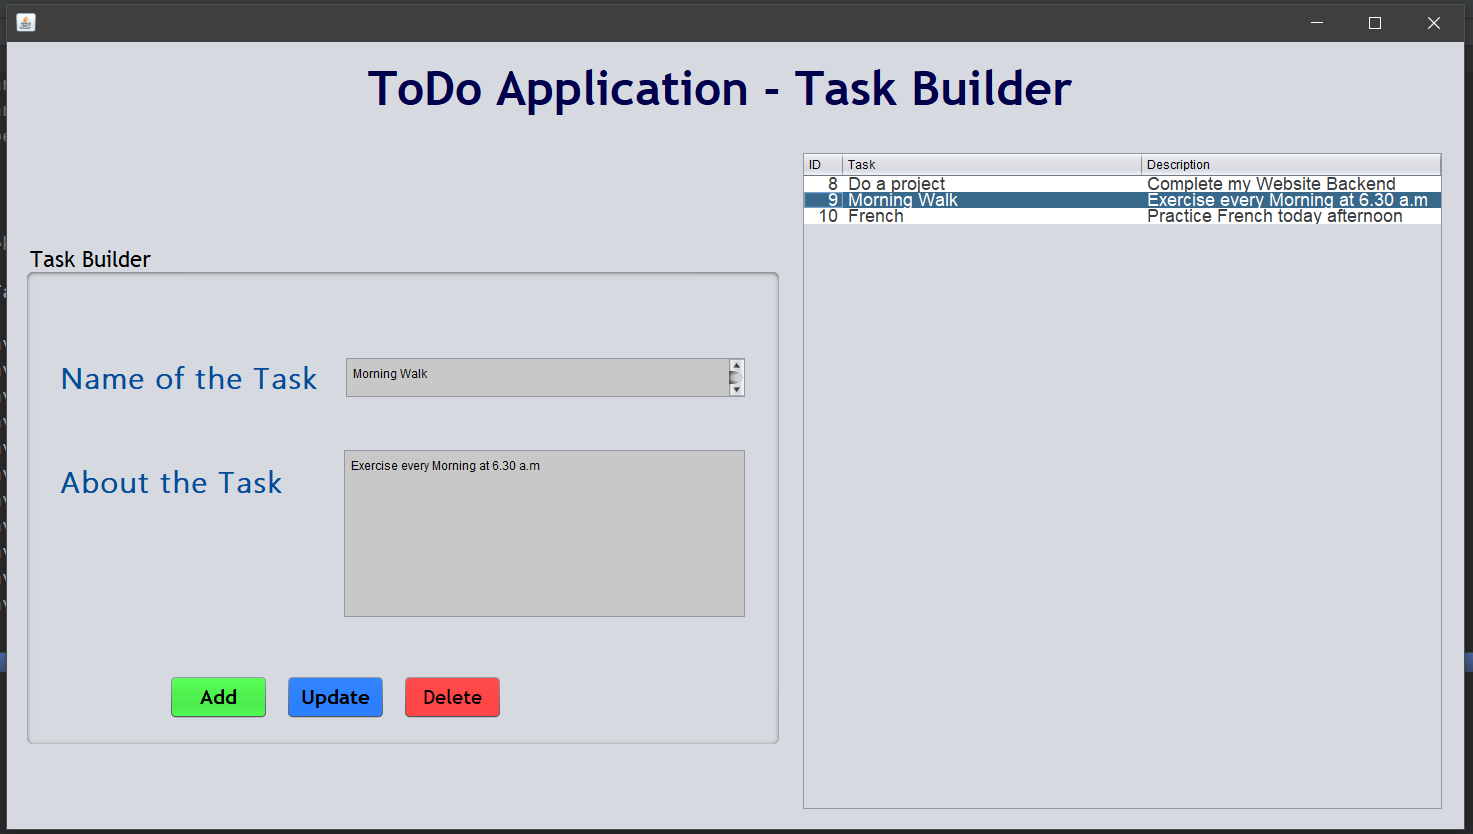 ToDo Application - Task Builder
ID Task Description
8 Do a project Complete my Website Backend
9 Morning Walk Exercise every Morning at 6.30 a.m
10 French Practice French today afternoon
Task Builder
Name of the Task Morning Walk
About the Task Exercise every Morning at 6.30 a.m
Add Update Delete